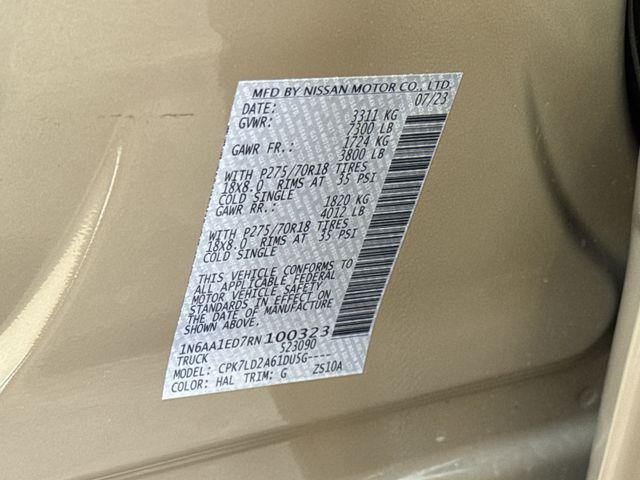 MFD BY NISSAN MOTOR CO., LTD.
DATE: 07/23
GVWR: 3311 KG
7300 LB
GAWR FR.: 1724 KG
3800 LB
WITH P275/70R18 TIRES
18X8.0 RIMS AT 35 PSI
COLD SINGLE
GAWR RR.: 1820 KG
4012 LB
WITH P275/70R18 TIRES
18X8.0 RIMS AT 35 PSI
COLD SINGLE
THIS VEHICLE CONFORMS TO
ALL APPLICABLE FEDERAL
MOTOR VEHICLE SAFETY
STANDARDS IN EFFECT ON
THE DATE OF MANUFACTURE
SHOWN ABOVE.
1N6AA1ED7RN100323
TRUCK 523090
MODEL: CPK7LD2A61DU5G----
COLOR: HAL TRIM: G ZS10A